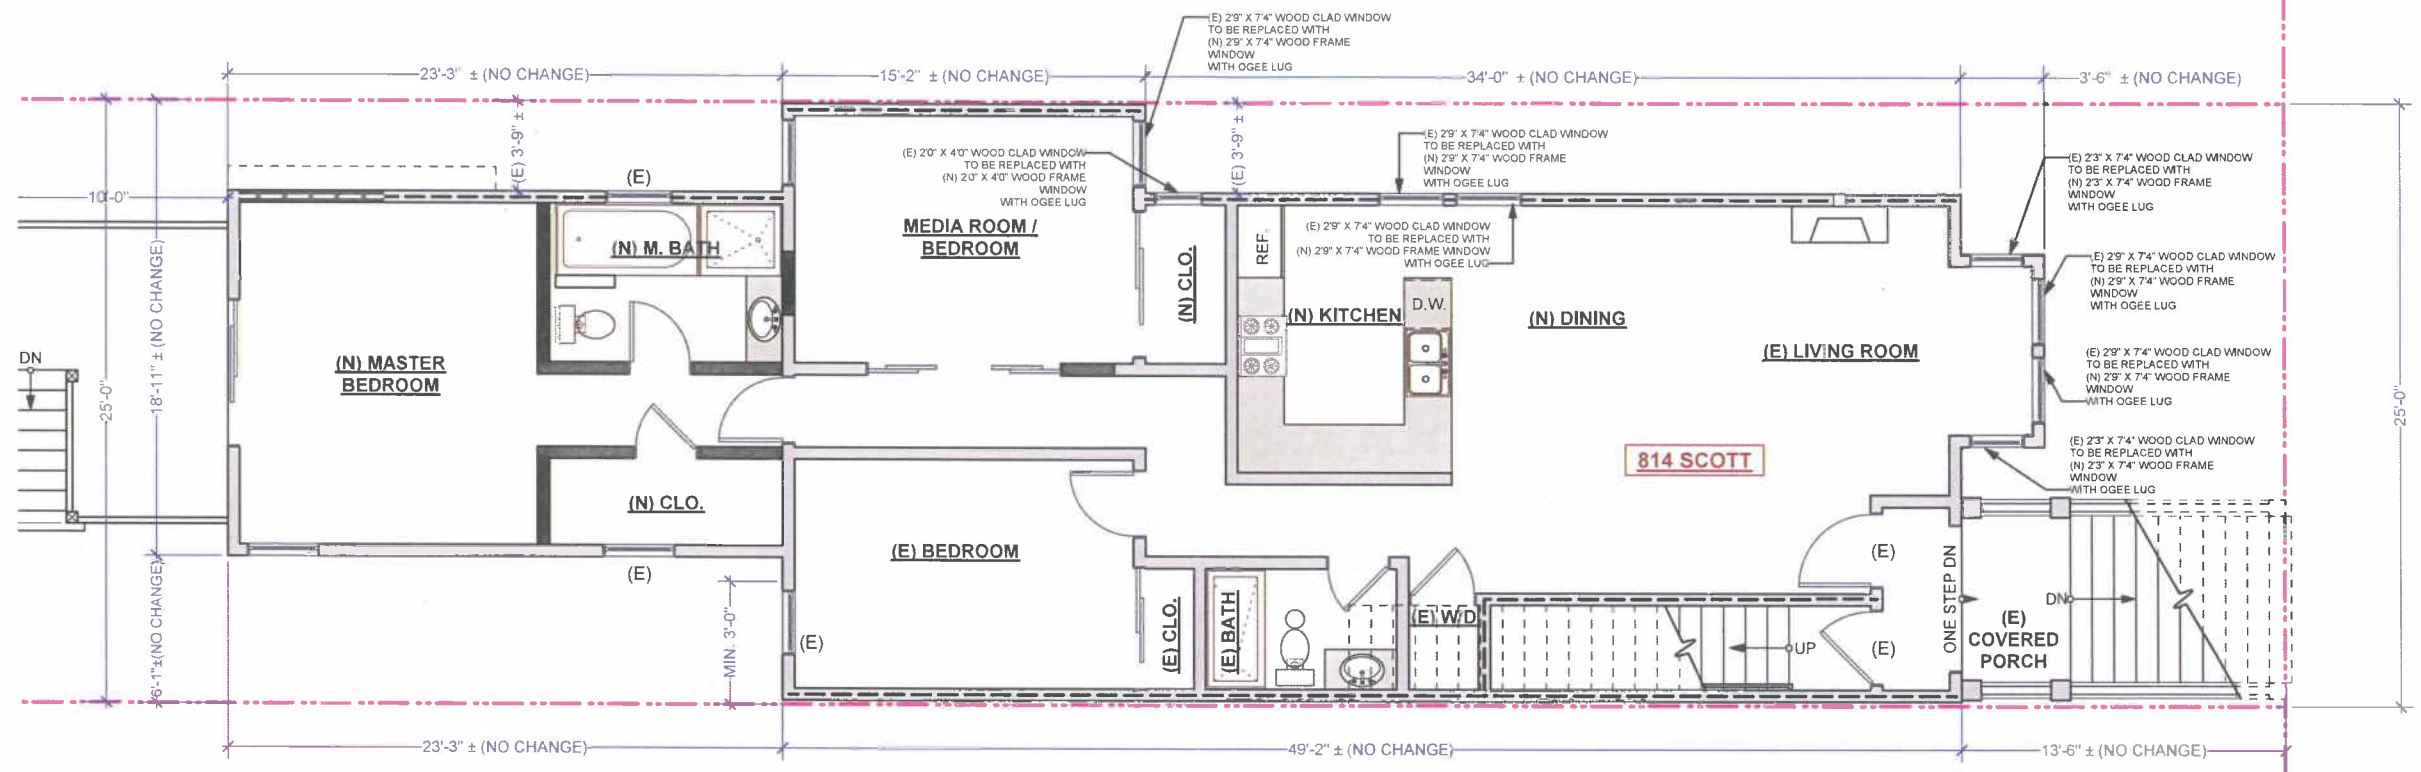 (E) 2'9" X 7'4" WOOD CLAD WINDOW
TO BE REPLACED WITH
(N) 2'9" X 7'4" WOOD FRAME
WINDOW
WITH OGEE LUG
23'-3" ± (NO CHANGE)
15'-2" ± (NO CHANGE)
34'-0" ± (NO CHANGE)
3'-6" ± (NO CHANGE)
(E) 3'-9" ±
(E) 3'-9" ±
(E) 2'0" X 4'0" WOOD CLAD WINDOW
TO BE REPLACED WITH
(N) 2'0" X 4'0" WOOD FRAME
WINDOW
WITH OGEE LUG
(E) 2'9" X 7'4" WOOD CLAD WINDOW
TO BE REPLACED WITH
(N) 2'9" X 7'4" WOOD FRAME
WINDOW
WITH OGEE LUG
(E) 2'3" X 7'4" WOOD CLAD WINDOW
TO BE REPLACED WITH
(N) 2'3" X 7'4" WOOD FRAME
WINDOW
WITH OGEE LUG
(E)
10'-0"
(N) M. BATH
MEDIA ROOM /
BEDROOM
(N) CLO.
REF.
(E) 2'9" X 7'4" WOOD CLAD WINDOW
TO BE REPLACED WITH
(N) 2'9" X 7'4" WOOD FRAME WINDOW
WITH OGEE LUG
(E) 2'9" X 7'4" WOOD CLAD WINDOW
TO BE REPLACED WITH
(N) 2'9" X 7'4" WOOD FRAME
WINDOW
WITH OGEE LUG
D.W.
(N) KITCHEN
(N) DINING
(E) LIVING ROOM
(E) 2'9" X 7'4" WOOD CLAD WINDOW
TO BE REPLACED WITH
(N) 2'9" X 7'4" WOOD FRAME
WINDOW
WITH OGEE LUG
DN
25'-0"
18'-11" ± (NO CHANGE)
(N) MASTER
BEDROOM
25'-0"
814 SCOTT
(E) 2'3" X 7'4" WOOD CLAD WINDOW
TO BE REPLACED WITH
(N) 2'3" X 7'4" WOOD FRAME
WINDOW
WITH OGEE LUG
(N) CLO.
(E) BEDROOM
(E)
(E)
6'-1"±(NO CHANGE)
MIN. 3'-0"
(E)
(E) CLO.
(E) BATH
(E) W/D
UP
(E)
ONE STEP DN
(E)
COVERED
PORCH
DN
23'-3" ± (NO CHANGE)
49'-2" ± (NO CHANGE)
13'-6" ± (NO CHANGE)